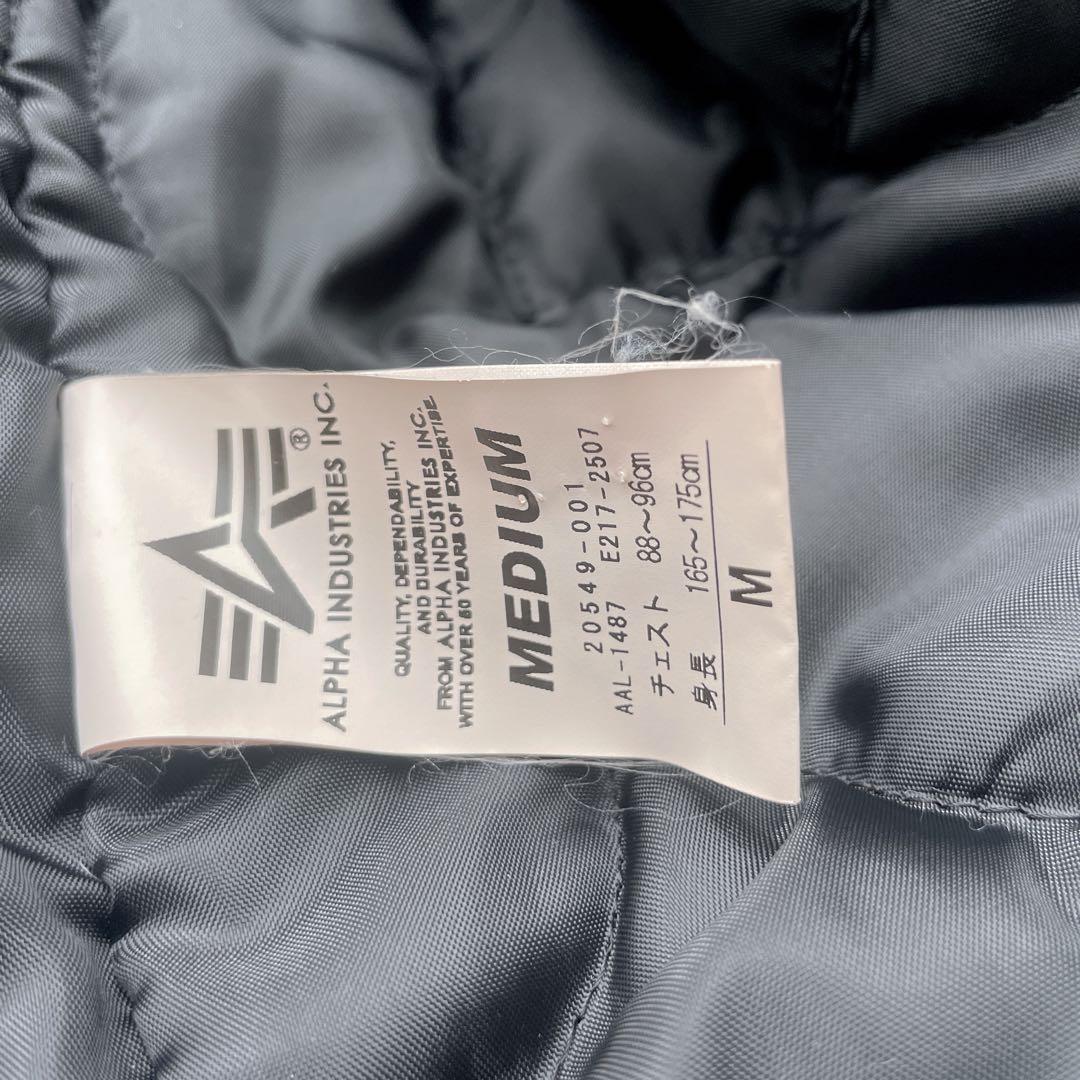 ®
ALPHA INDUSTRIES INC.
QUALITY, DEPENDABILITY,
AND DURABILITY
FROM ALPHA INDUSTRIES INC.
WITH OVER 50 YEARS OF EXPERTISE.
MEDIUM
20549-001
AAL-1487 E217-2507
チェスト 88～96cm
身長 165～175cm
M